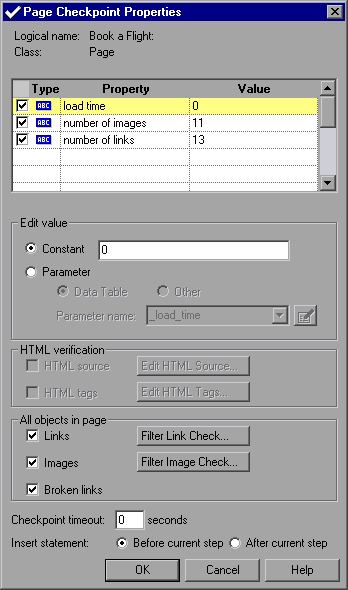 Page Checkpoint Properties
Logical name: Book a Flight:
Class: Page
Type Property Value
ABC load time 0
ABC number of images 11
ABC number of links 13
Edit value
Constant 0
Parameter
Data Table Other
Parameter name: _load_time
HTML verification
HTML source Edit HTML Source...
HTML tags Edit HTML Tags...
All objects in page
Links Filter Link Check...
Images Filter Image Check...
Broken links
Checkpoint timeout: 0 seconds
Insert statement: Before current step After current step
OK Cancel Help